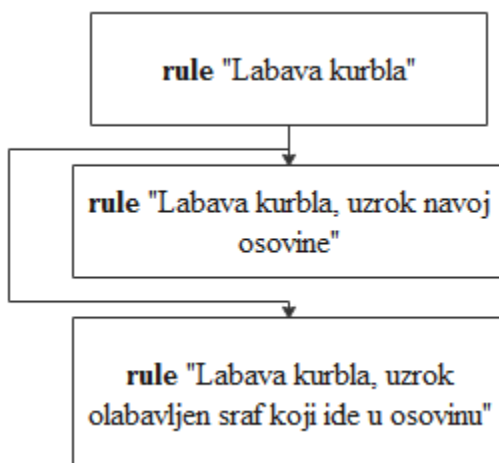 rule "Labava kurbla"
rule "Labava kurbla, uzrok navoj
osovine"
rule "Labava kurbla, uzrok
olabavljen sraf koji ide u osovinu"